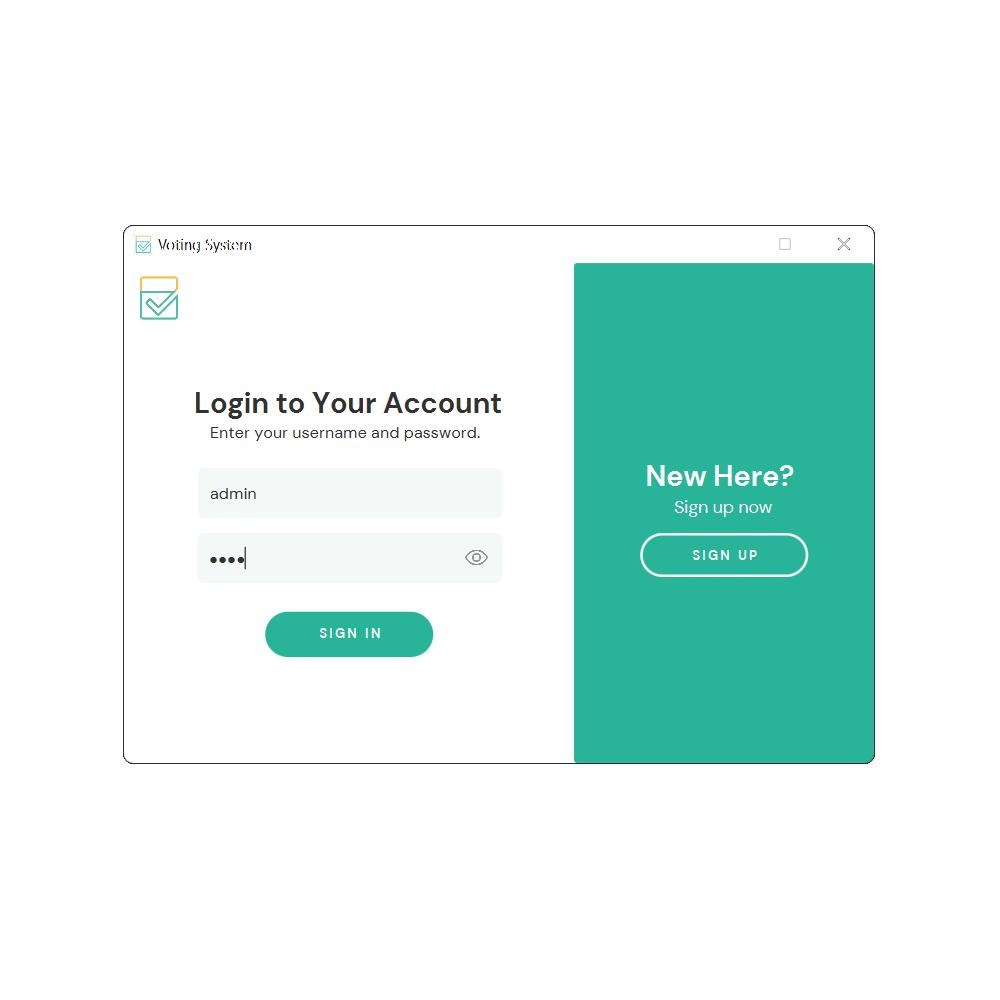 Voting System
Login to Your Account
Enter your username and password.
admin
••••
SIGN IN
New Here?
Sign up now
SIGN UP